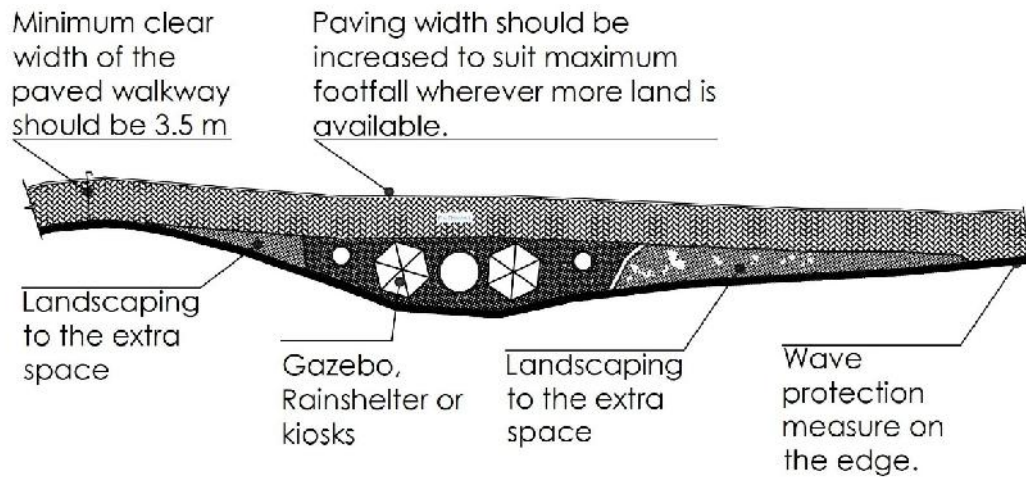 Minimum clear
width of the
paved walkway
should be 3.5 m
Paving width should be
increased to suit maximum
footfall wherever more land is
available.
Landscaping
to the extra
space
Gazebo,
Rainshelter or
kiosks
Landscaping
to the extra
space
Wave
protection
measure on
the edge.